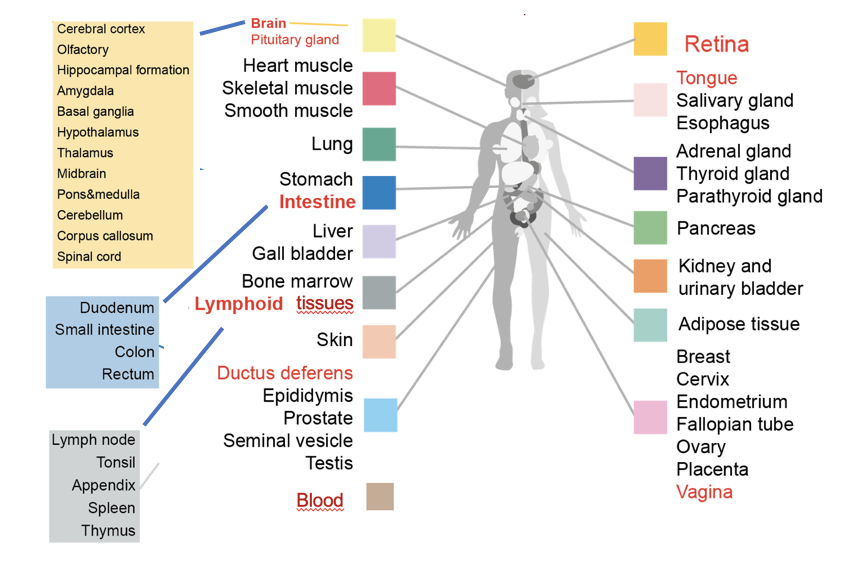 Cerebral cortex
Olfactory
Hippocampal formation
Amygdala
Basal ganglia
Hypothalamus
Thalamus
Midbrain
Pons&medulla
Cerebellum
Corpus callosum
Spinal cord
Duodenum
Small intestine
Colon
Rectum
Lymph node
Tonsil
Appendix
Spleen
Thymus
Brain
Pituitary gland
Heart muscle
Skeletal muscle
Smooth muscle
Lung
Stomach
Intestine
Liver
Gall bladder
Bone marrow
Lymphoid tissues
Skin
Ductus deferens
Epididymis
Prostate
Seminal vesicle
Testis
Blood
Retina
Tongue
Salivary gland
Esophagus
Adrenal gland
Thyroid gland
Parathyroid gland
Pancreas
Kidney and
urinary bladder
Adipose tissue
Breast
Cervix
Endometrium
Fallopian tube
Ovary
Placenta
Vagina